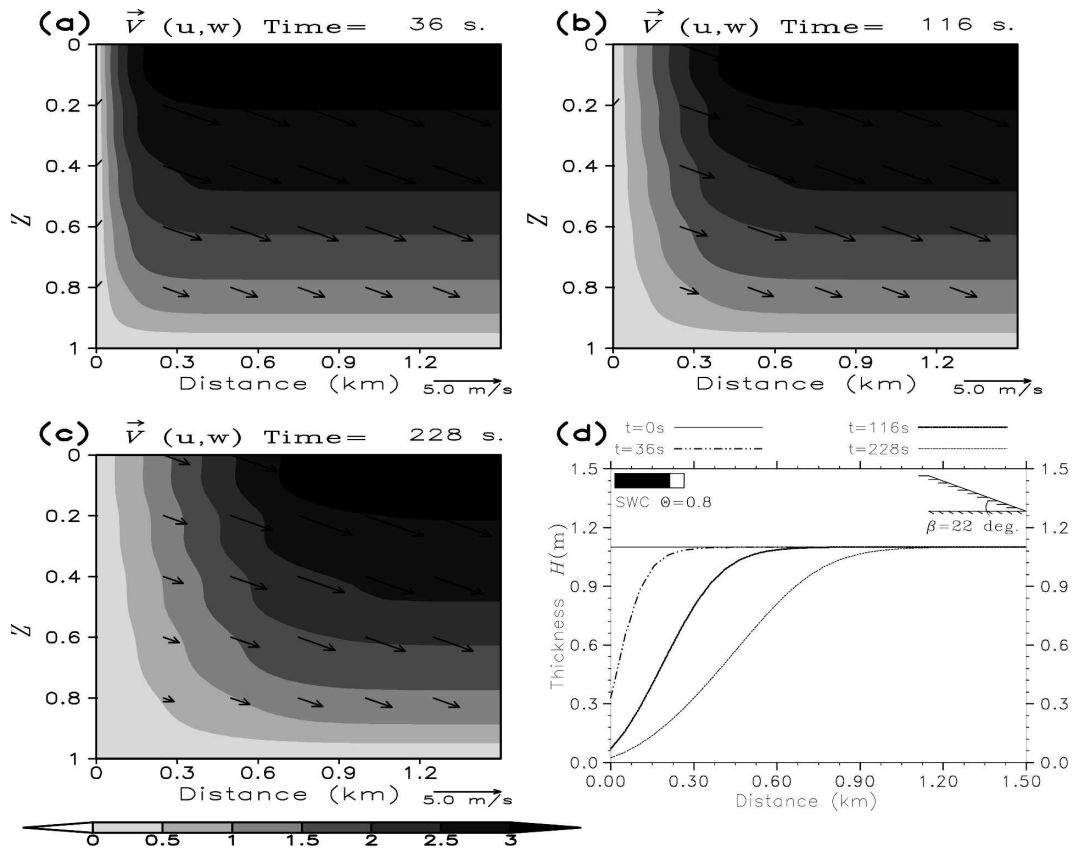 (a) V (u,w) Time= 36 s.
0
0.2
0.4
0.6
0.8
1
Z
0 0.3 0.6 0.9 1.2
Distance (km)
5.0 m/s
(b) V (u,w) Time= 116 s.
0
0.2
0.4
0.6
0.8
1
Z
0 0.3 0.6 0.9 1.2
Distance (km)
5.0 m/s
(c) V (u,w) Time= 228 s.
0
0.2
0.4
0.6
0.8
1
Z
0 0.3 0.6 0.9 1.2
Distance (km)
5.0 m/s
0 0.5 1 1.5 2 2.5 3
(d)
t=0s t=116s
t=36s t=228s
1.5 1.5
SWC Θ=0.8
β=22 deg.
1.2 1.2
0.9 0.9
0.6 0.6
0.3 0.3
0.0 0.0
Thickness H(m)
0.00 0.30 0.60 0.90 1.20 1.50
Distance (km)